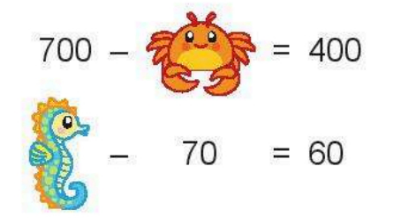 700 – = 400
– 70 = 60